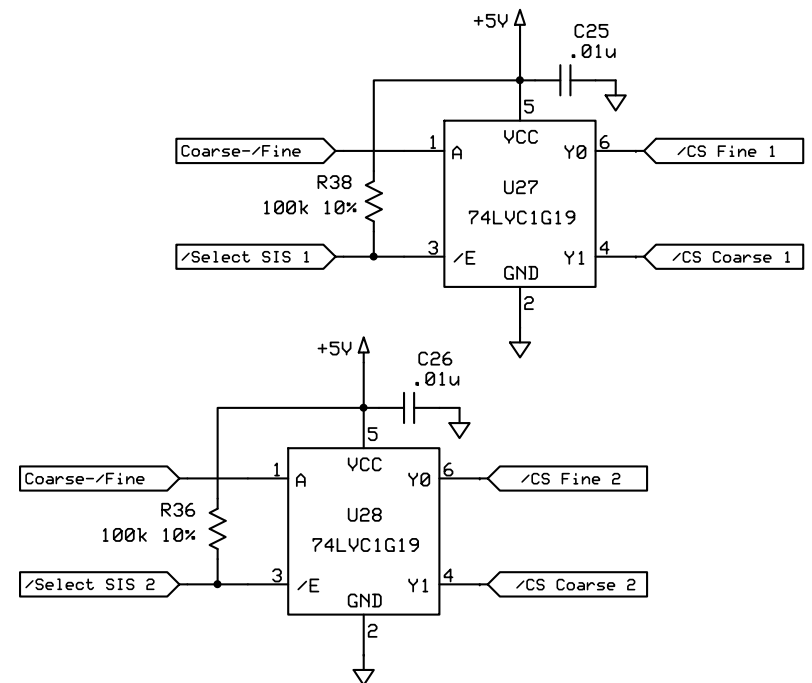 +5V
C25
.01u
5
Coarse-/Fine
1
A
VCC
Y0
6
/CS Fine 1
R38
100k 10%
U27
74LVC1G19
/Select SIS 1
3
/E
GND
Y1
4
/CS Coarse 1
2
+5V
C26
.01u
5
Coarse-/Fine
1
A
VCC
Y0
6
/CS Fine 2
R36
100k 10%
U28
74LVC1G19
/Select SIS 2
3
/E
GND
Y1
4
/CS Coarse 2
2